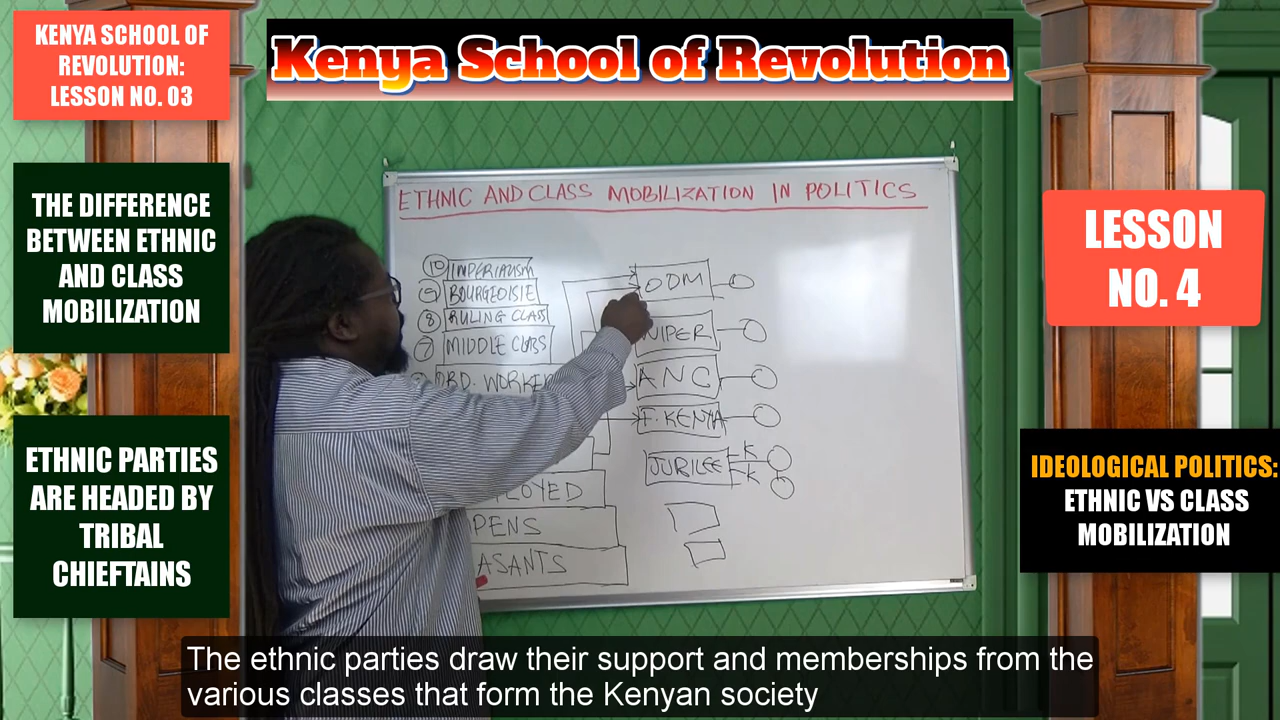 KENYA SCHOOL OF
REVOLUTION:
LESSON NO. 03
Kenya School of Revolution
THE DIFFERENCE
BETWEEN ETHNIC
AND CLASS
MOBILIZATION
ETHNIC PARTIES
ARE HEADED BY
TRIBAL
CHIEFTAINS
ETHNIC AND CLASS MOBILIZATION IN POLITICS
10 IMPERIALISM
9 BOURGEOISIE
8 RULING CLASS
7 MIDDLE CLASS
ODM
WIPER
ANC
F. KENYA
JUBILEE
K
K
LESSON
NO. 4
IDEOLOGICAL POLITICS:
ETHNIC VS CLASS
MOBILIZATION
The ethnic parties draw their support and memberships from the
various classes that form the Kenyan society